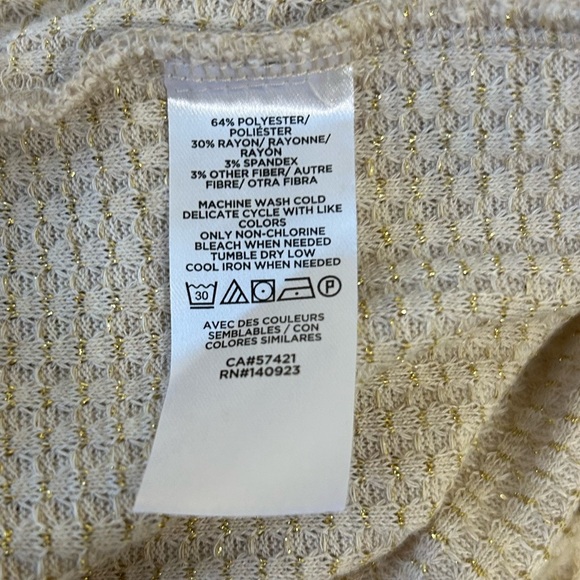 64% POLYESTER/
POLIÉSTER
30% RAYON/ RAYONNE/
RAYÓN
3% SPANDEX
3% OTHER FIBER/ AUTRE
FIBRE/ OTRA FIBRA
MACHINE WASH COLD
DELICATE CYCLE WITH LIKE
COLORS
ONLY NON-CHLORINE
BLEACH WHEN NEEDED
TUMBLE DRY LOW
COOL IRON WHEN NEEDED
30 P
AVEC DES COULEURS
SEMBLABLES / CON
COLORES SIMILARES
CA#57421
RN#140923